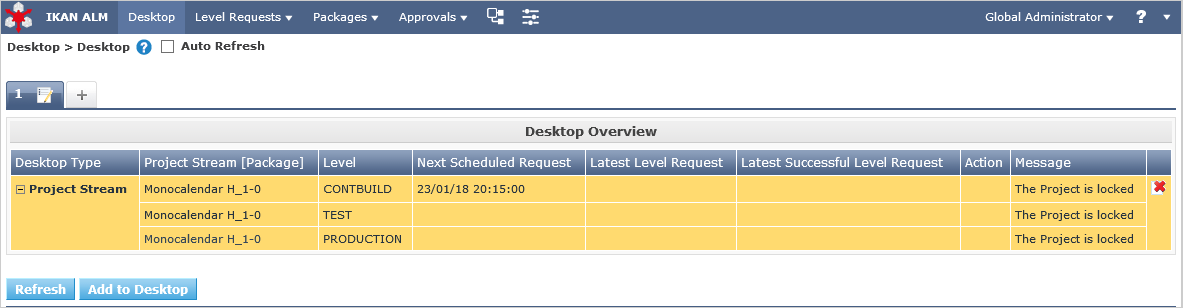 IKAN ALM Desktop Level Requests Packages Approvals Global Administrator ?
Desktop > Desktop ? Auto Refresh
1 +
Desktop Overview
Desktop Type Project Stream [Package] Level Next Scheduled Request Latest Level Request Latest Successful Level Request Action Message
Project Stream Monocalendar H_1-0 CONTBUILD 23/01/18 20:15:00 The Project is locked
Monocalendar H_1-0 TEST The Project is locked
Monocalendar H_1-0 PRODUCTION The Project is locked
Refresh Add to Desktop